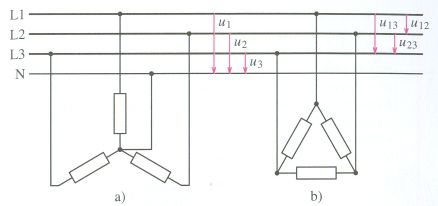 L1
u₁ u₁₃ u₁₂
L2
u₂ u₂₃
L3
u₃
N
a) b)